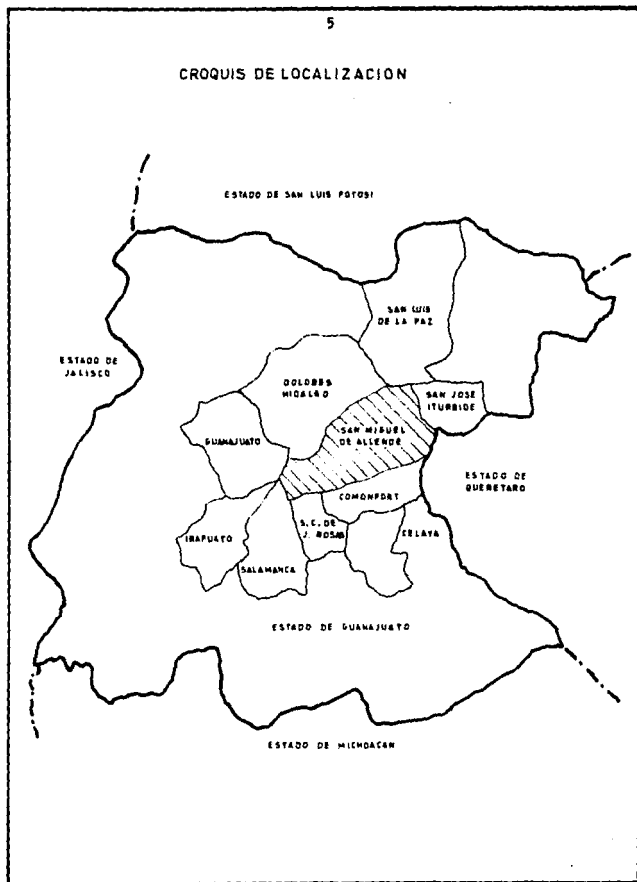 5
CROQUIS DE LOCALIZACION
ESTADO DE SAN LUIS POTOSI
SAN LUIS
DE LA PAZ
ESTADO DE
JALISCO
DOLORES
HIDALGO
SAN JOSE
ITURBIDE
GUANAJUATO
SAN MIGUEL
DE ALLENDE
ESTADO DE
QUERETARO
COMONFORT
IRAPUATO
S.C. DE
J. ROSAS
CELAYA
SALAMANCA
ESTADO DE GUANAJUATO
ESTADO DE MICHOACAN